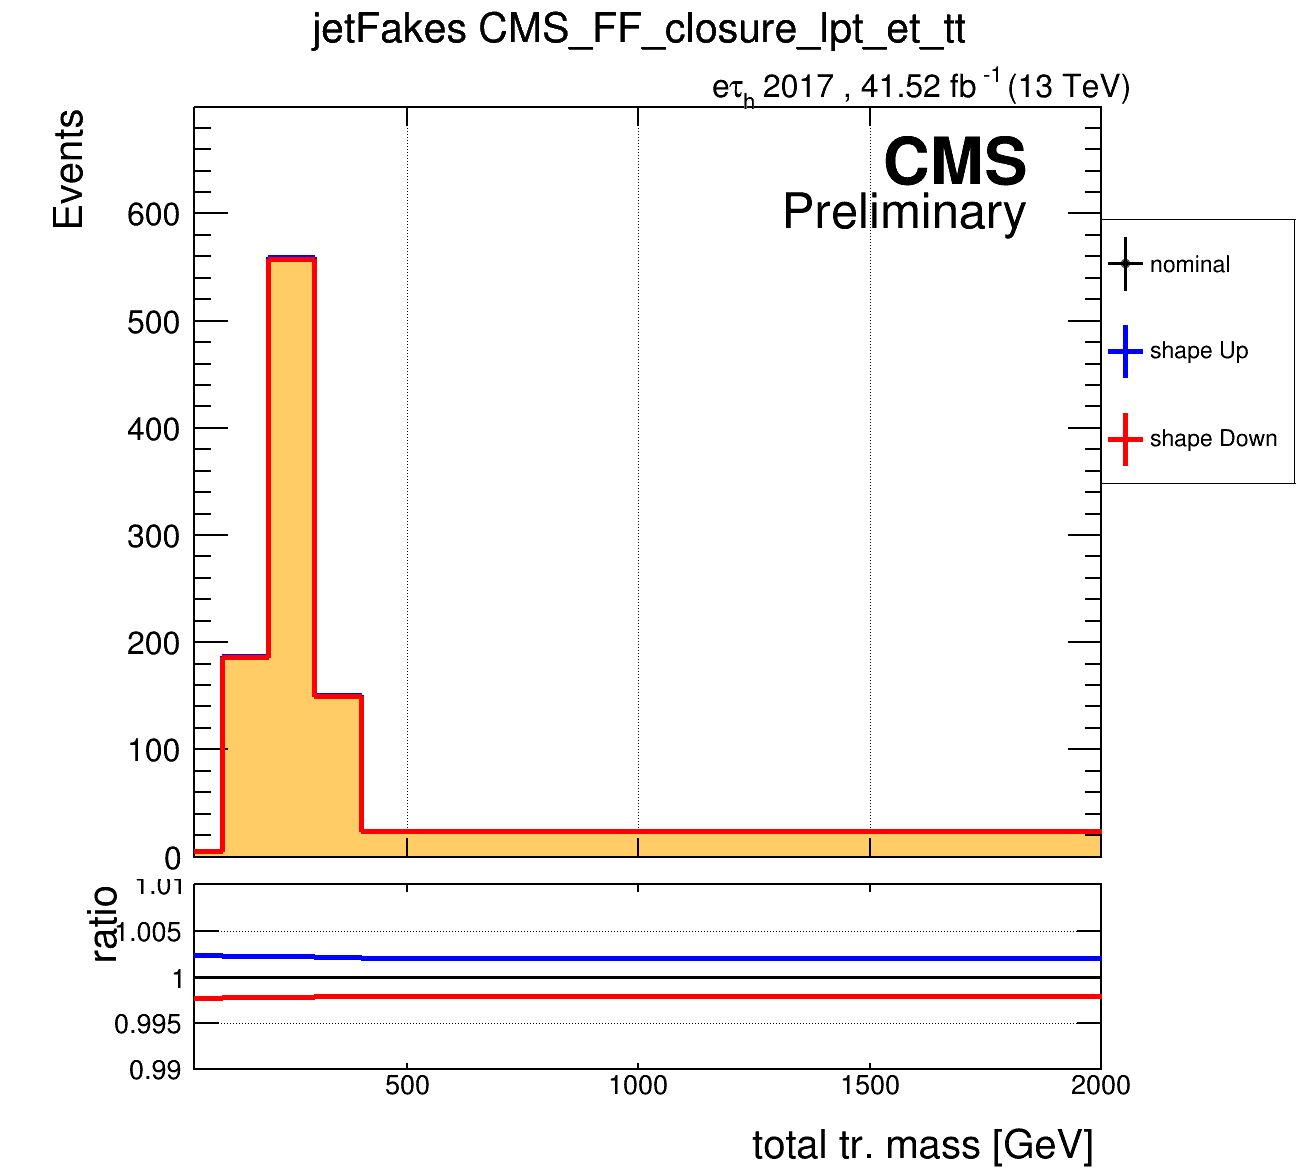 jetFakes CMS_FF_closure_lpt_et_tt
eτh 2017 , 41.52 fb -1 (13 TeV)
Events
CMS
Preliminary
600
500
400
300
200
100
0
nominal
shape Up
shape Down
ratio
1.01
1.005
1
0.995
0.99
500 1000 1500 2000
total tr. mass [GeV]